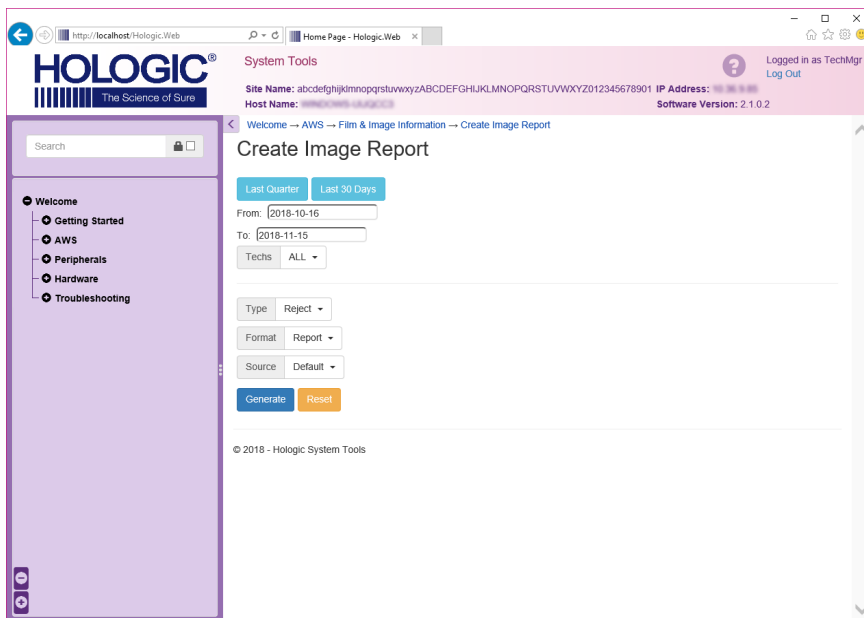 http://localhost/Hologic.Web
Home Page - Hologic.Web
HOLOGIC®
The Science of Sure
System Tools
Logged in as TechMgr
Log Out
Site Name: abcdefghijklmnopqrstuvwxyzABCDEFGHIJKLMNOPQRSTUVWXYZ012345678901 IP Address:
Host Name: Software Version: 2.1.0.2
Welcome → AWS → Film & Image Information → Create Image Report
Search
Create Image Report
Last Quarter Last 30 Days
From: 2018-10-16
To: 2018-11-15
Techs ALL
Welcome
Getting Started
AWS
Peripherals
Hardware
Troubleshooting
Type Reject
Format Report
Source Default
Generate Reset
© 2018 - Hologic System Tools